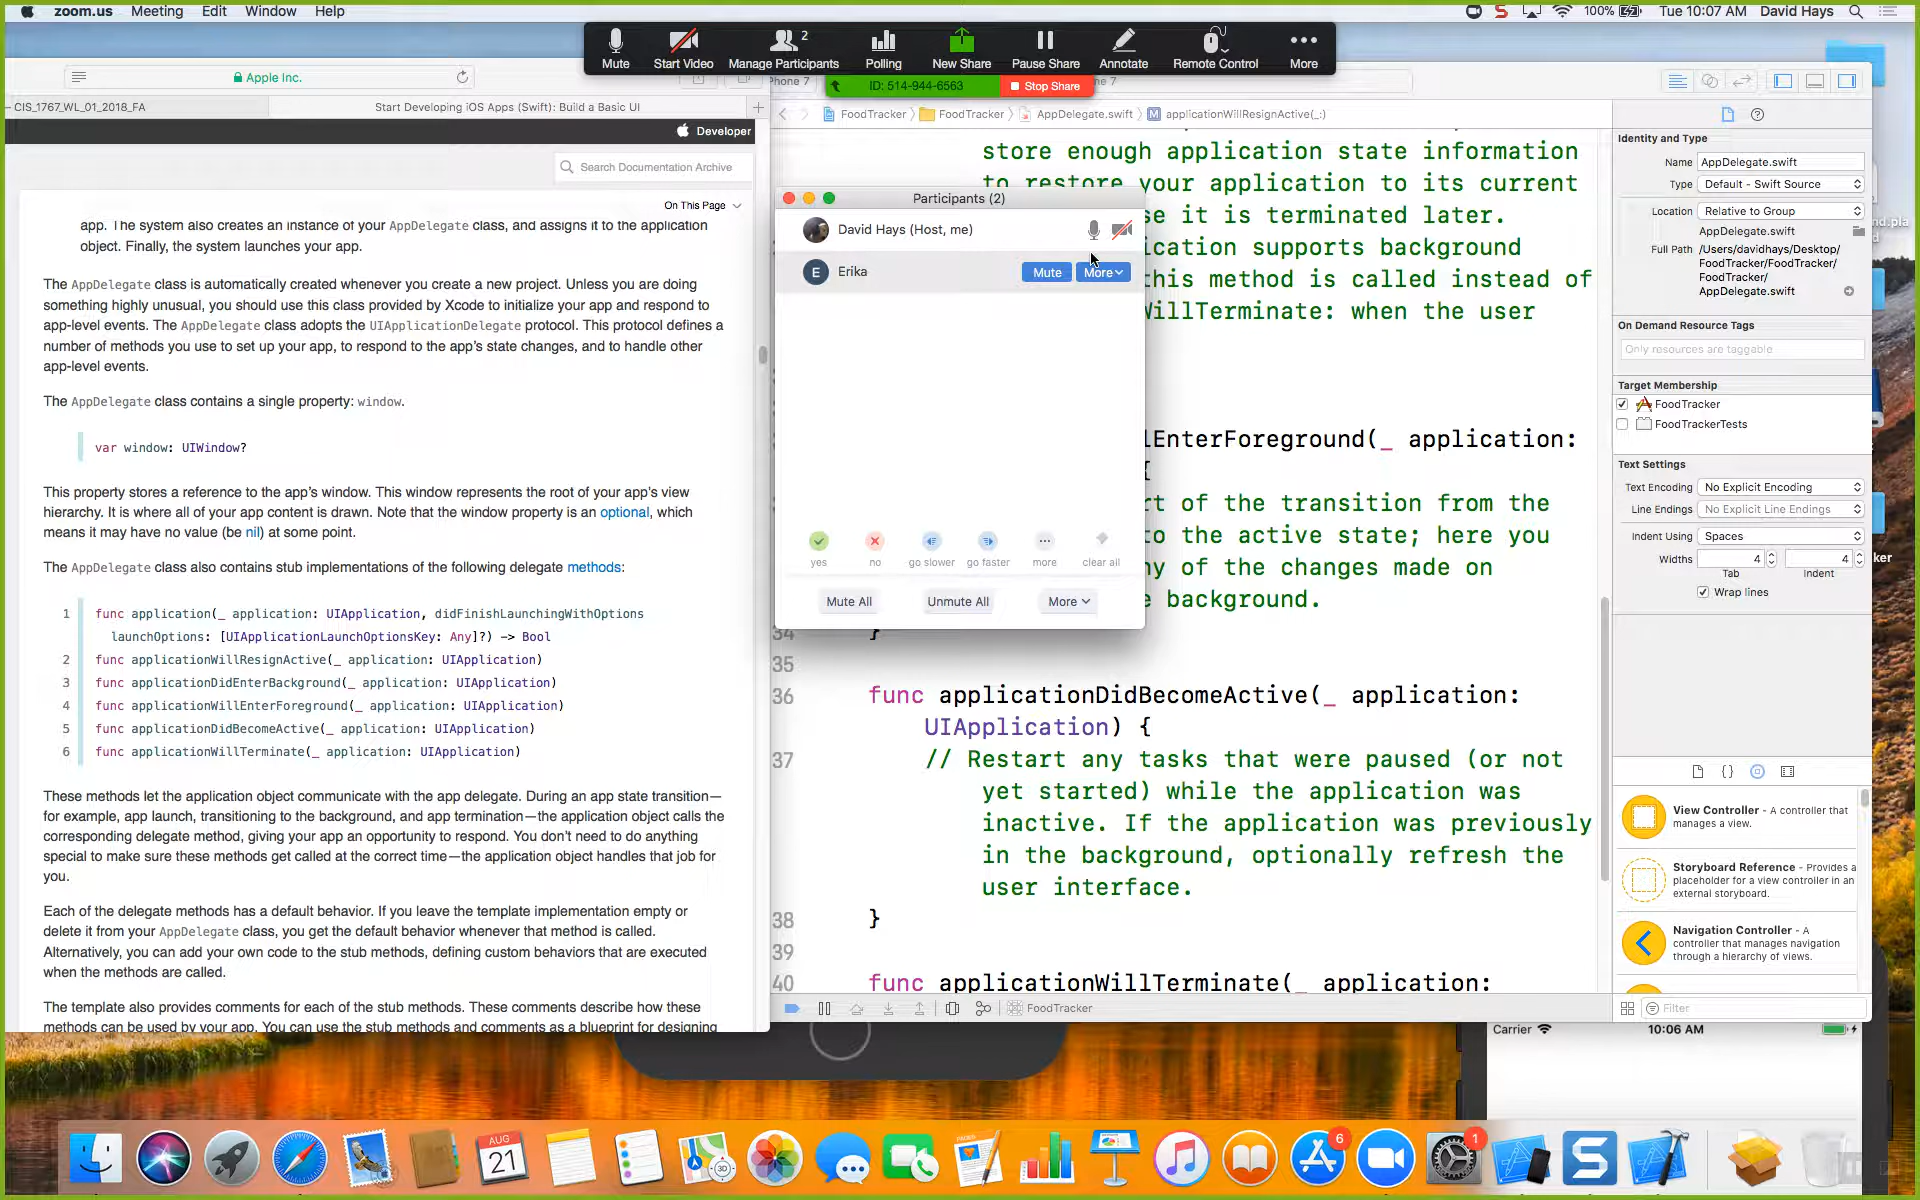 zoom.us Meeting Edit Window Help
100% Tue 10:07 AM David Hays
Mute Start Video Manage Participants 2 Polling New Share Pause Share Annotate Remote Control More
ID: 514-944-6563 Stop Share
Apple Inc.
CIS_1767_WL_01_2018_FA
Start Developing iOS Apps (Swift): Build a Basic UI
Developer
Search Documentation Archive
On This Page
app. The system also creates an instance of your AppDelegate class, and assigns it to the application
object. Finally, the system launches your app.
The AppDelegate class is automatically created whenever you create a new project. Unless you are doing
something highly unusual, you should use this class provided by Xcode to initialize your app and respond to
app-level events. The AppDelegate class adopts the UIApplicationDelegate protocol. This protocol defines a
number of methods you use to set up your app, to respond to the app's state changes, and to handle other
app-level events.
The AppDelegate class contains a single property: window.
var window: UIWindow?
This property stores a reference to the app's window. This window represents the root of your app's view
hierarchy. It is where all of your app content is drawn. Note that the window property is an optional, which
means it may have no value (be nil) at some point.
The AppDelegate class also contains stub implementations of the following delegate methods:
1 func application(_ application: UIApplication, didFinishLaunchingWithOptions
launchOptions: [UIApplicationLaunchOptionsKey: Any]?) -> Bool
2 func applicationWillResignActive(_ application: UIApplication)
3 func applicationDidEnterBackground(_ application: UIApplication)
4 func applicationWillEnterForeground(_ application: UIApplication)
5 func applicationDidBecomeActive(_ application: UIApplication)
6 func applicationWillTerminate(_ application: UIApplication)
These methods let the application object communicate with the app delegate. During an app state transition—
for example, app launch, transitioning to the background, and app termination—the application object calls the
corresponding delegate method, giving your app an opportunity to respond. You don't need to do anything
special to make sure these methods get called at the correct time—the application object handles that job for
you.
Each of the delegate methods has a default behavior. If you leave the template implementation empty or
delete it from your AppDelegate class, you get the default behavior whenever that method is called.
Alternatively, you can add your own code to the stub methods, defining custom behaviors that are executed
when the methods are called.
The template also provides comments for each of the stub methods. These comments describe how these
methods can be used by your app. You can use the stub methods and comments as a blueprint for designing
FoodTracker FoodTracker AppDelegate.swift M applicationWillResignActive(_:)
store enough application state information
to restore your application to its current
se it is terminated later.
ication supports background
this method is called instead of
WillTerminate: when the user
lEnterForeground(_ application:
{
rt of the transition from the
to the active state; here you
ny of the changes made on
e background.
34 }
35
36 func applicationDidBecomeActive(_ application:
UIApplication) {
37 // Restart any tasks that were paused (or not
yet started) while the application was
inactive. If the application was previously
in the background, optionally refresh the
user interface.
38 }
39
40 func applicationWillTerminate(_ application:
FoodTracker
Participants (2)
David Hays (Host, me)
E Erika Mute More
yes no go slower go faster more clear all
Mute All Unmute All More
Identity and Type
Name AppDelegate.swift
Type Default - Swift Source
Location Relative to Group
AppDelegate.swift
Full Path /Users/davidhays/Desktop/
FoodTracker/FoodTracker/
FoodTracker/
AppDelegate.swift
On Demand Resource Tags
Only resources are taggable
Target Membership
FoodTracker
FoodTrackerTests
Text Settings
Text Encoding No Explicit Encoding
Line Endings No Explicit Line Endings
Indent Using Spaces
Widths 4 4
Tab Indent
Wrap lines
{}
View Controller - A controller that
manages a view.
Storyboard Reference - Provides a
placeholder for a view controller in an
external storyboard.
Navigation Controller - A
controller that manages navigation
through a hierarchy of views.
Filter
Carrier 10:06 AM
AUG
21
3D
6
1